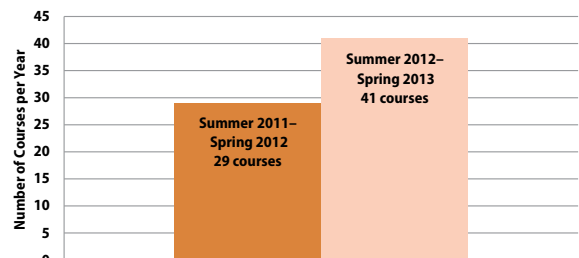 Number of Courses per Year
45
40
35
30
25
20
15
10
5
0
Summer 2011–
Spring 2012
29 courses
Summer 2012–
Spring 2013
41 courses